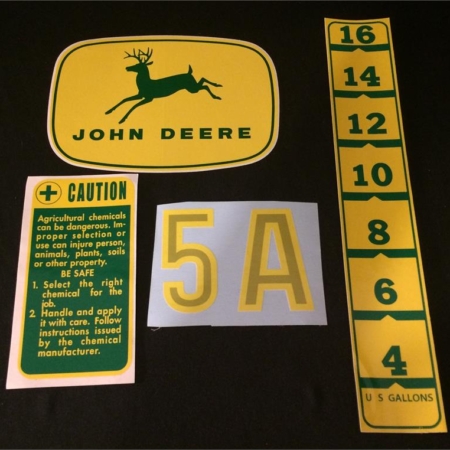 JOHN DEERE
CAUTION
Agricultural chemicals
can be dangerous. Im-
proper selection or
use can injure person,
animals, plants, soils
or other property.
BE SAFE
1. Select the right
chemical for the
job.
2. Handle and apply
it with care. Follow
instructions issued
by the chemical
manufacturer.
5 A
16
14
12
10
8
6
4
U S GALLONS